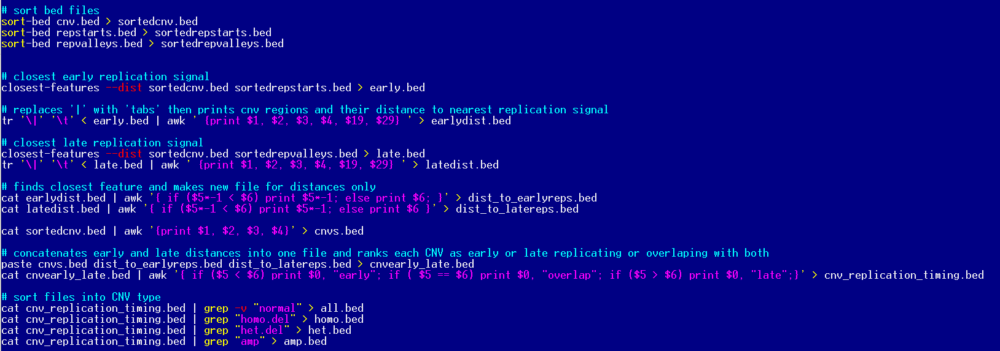 # sort bed files
sort-bed cnv.bed > sortedcnv.bed
sort-bed repstarts.bed > sortedrepstarts.bed
sort-bed repvalleys.bed > sortedrepvalleys.bed
# closest early replication signal
closest-features --dist sortedcnv.bed sortedrepstarts.bed > early.bed
# replaces '|' with 'tabs' then prints cnv regions and their distance to nearest replication signal
tr '\|' '\t' < early.bed | awk ' {print $1, $2, $3, $4, $19, $29} ' > earlydist.bed
# closest late replication signal
closest-features --dist sortedcnv.bed sortedrepvalleys.bed > late.bed
tr '\|' '\t' < late.bed | awk ' {print $1, $2, $3, $4, $19, $29} ' > latedist.bed
# finds closest feature and makes new file for distances only
cat earlydist.bed | awk '{ if ($5*-1 < $6) print $5*-1; else print $6; }' > dist_to_earlyreps.bed
cat latedist.bed | awk '{ if ($5*-1 < $6) print $5*-1; else print $6 }' > dist_to_latereps.bed
cat sortedcnv.bed | awk '{print $1, $2, $3, $4}' > cnvs.bed
# concatenates early and late distances into one file and ranks each CNV as early or late replicating or overlaping with both
paste cnvs.bed dist_to_earlyreps.bed dist_to_latereps.bed > cnvearly_late.bed
cat cnvearly_late.bed | awk '{ if ($5 < $6) print $0, "early"; if ( $5 == $6) print $0, "overlap"; if ($5 > $6) print $0, "late";}' > cnv_replication_timing.bed
# sort files into CNV type
cat cnv_replication_timing.bed | grep -v "normal" > all.bed
cat cnv_replication_timing.bed | grep "homo.del" > homo.bed
cat cnv_replication_timing.bed | grep "het.del" > het.bed
cat cnv_replication_timing.bed | grep "amp" > amp.bed